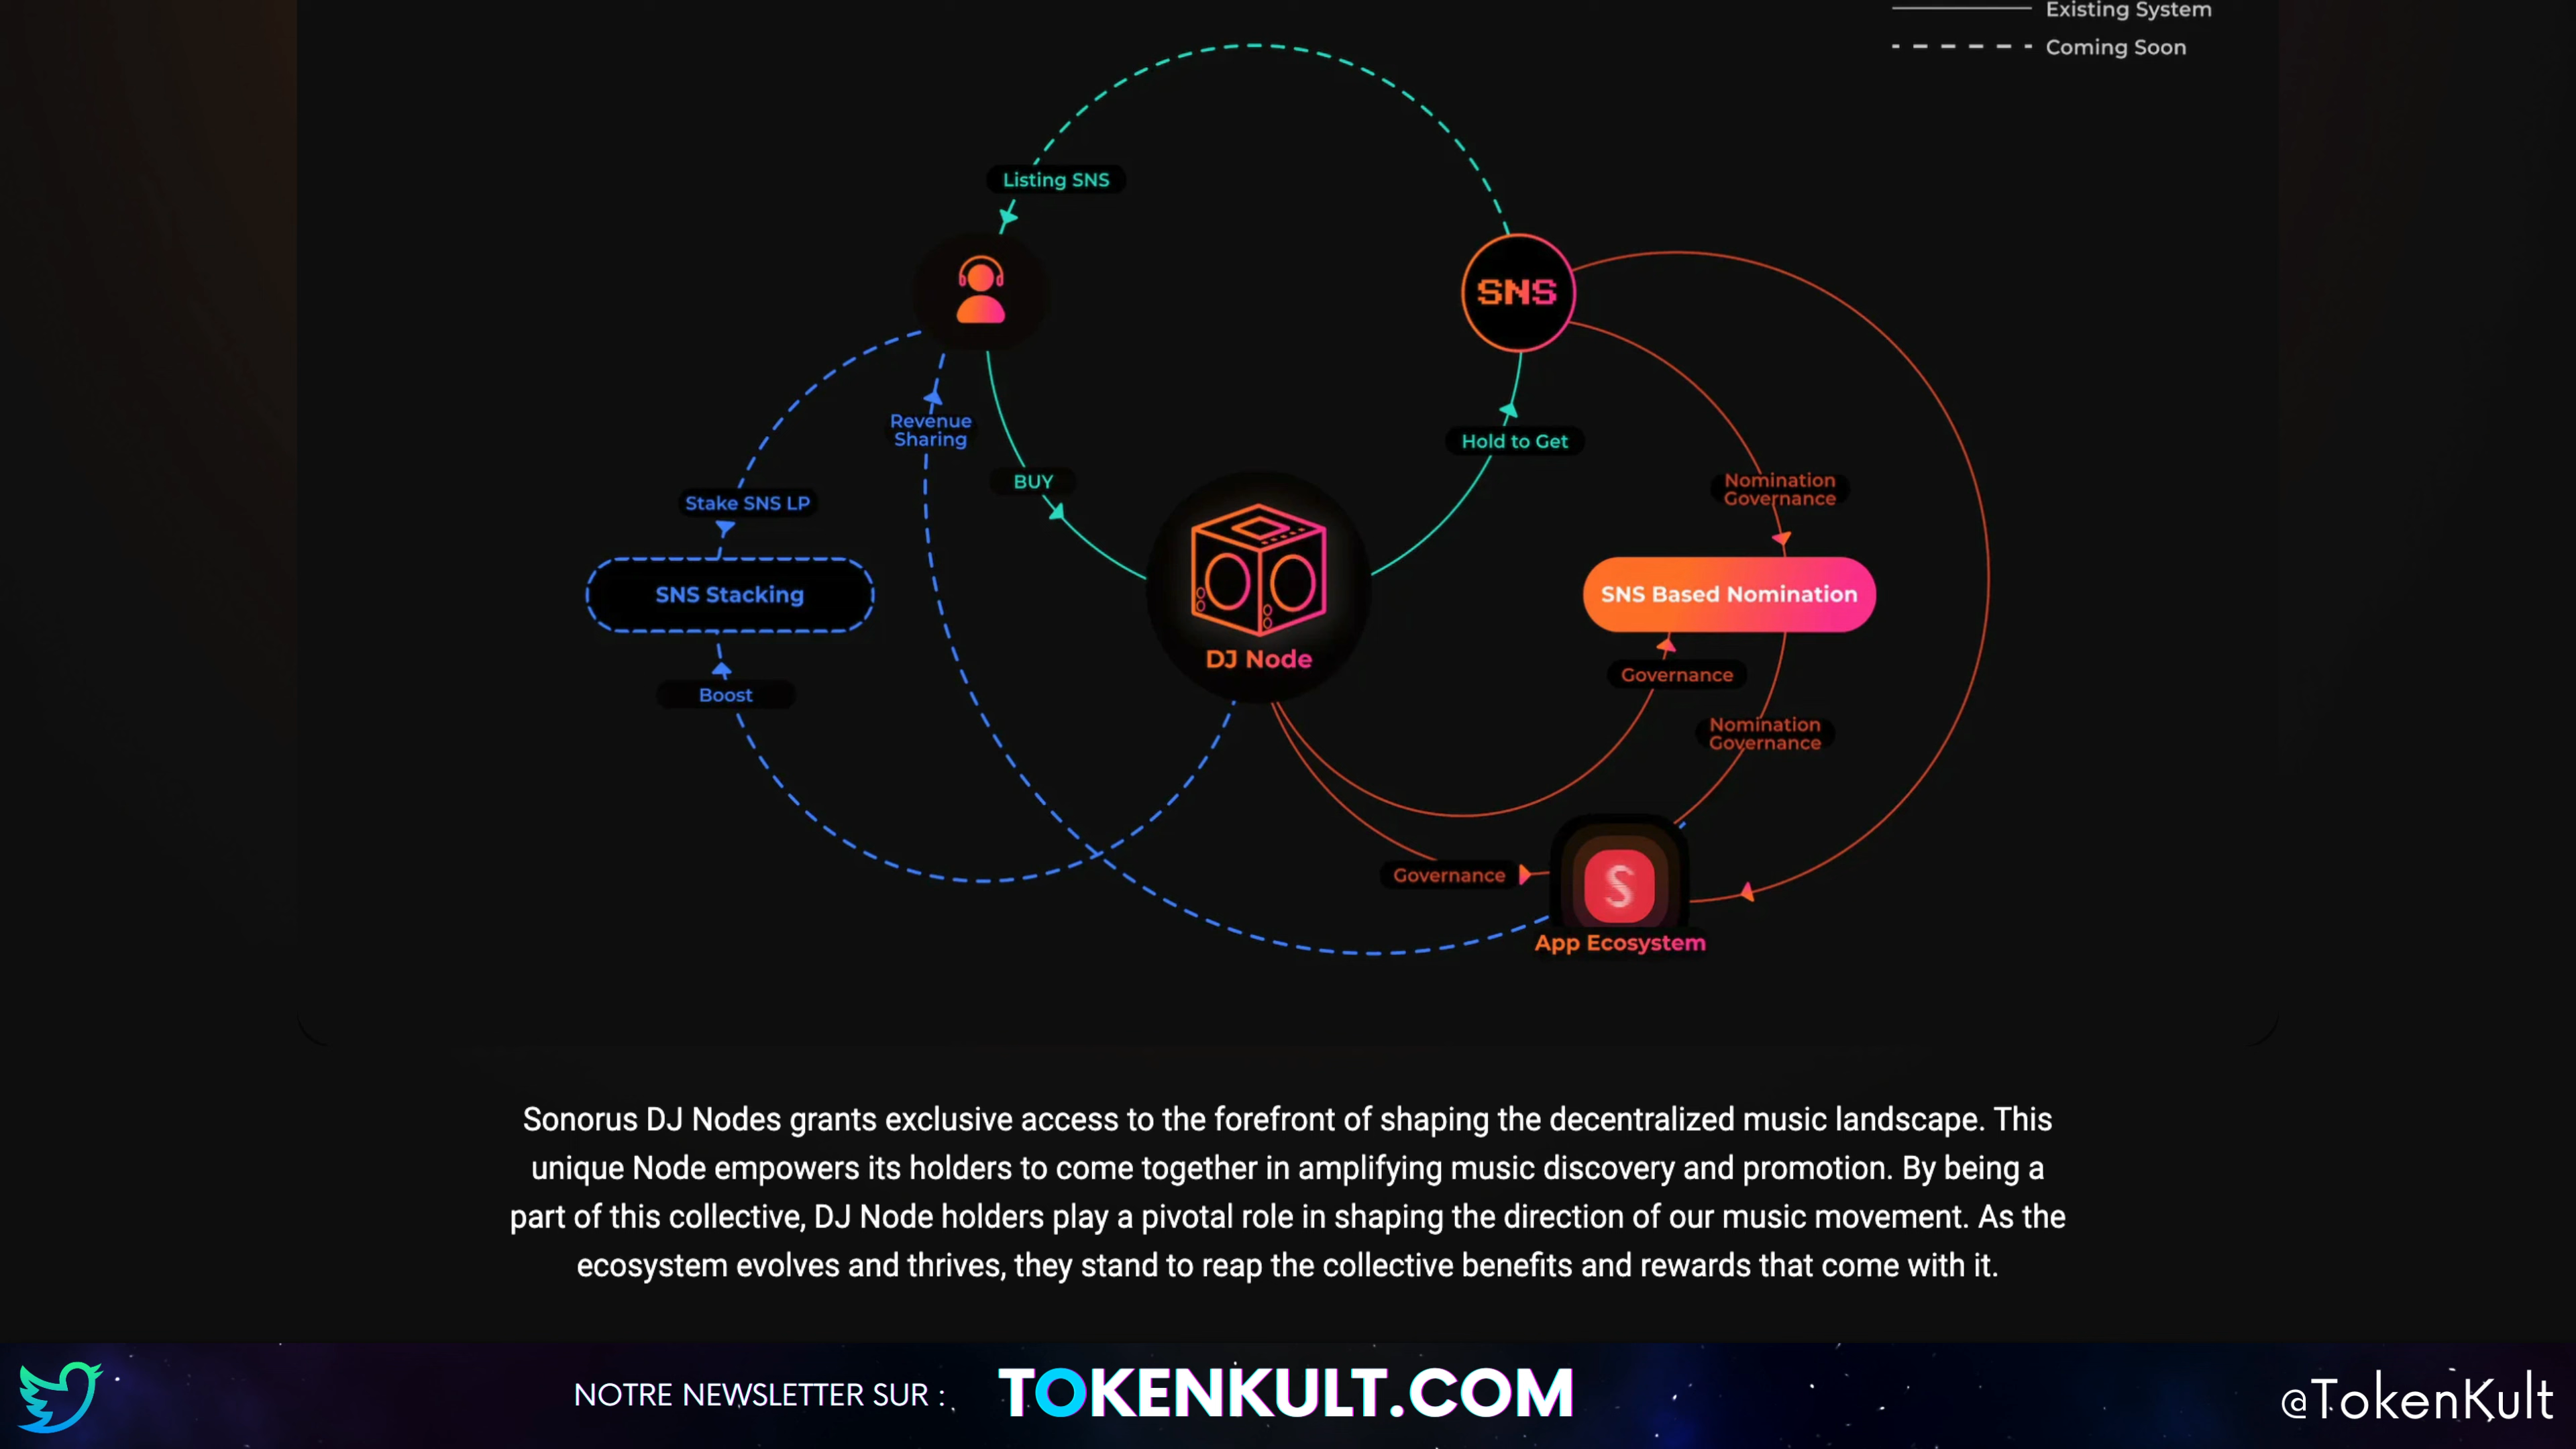 Existing System
Coming Soon
Listing SNS
SNS
Revenue
Sharing
Hold to Get
BUY
Nomination
Governance
Stake SNS LP
SNS Stacking
SNS Based Nomination
DJ Node
Governance
Boost
Nomination
Governance
Governance
S
App Ecosystem
Sonorus DJ Nodes grants exclusive access to the forefront of shaping the decentralized music landscape. This
unique Node empowers its holders to come together in amplifying music discovery and promotion. By being a
part of this collective, DJ Node holders play a pivotal role in shaping the direction of our music movement. As the
ecosystem evolves and thrives, they stand to reap the collective benefits and rewards that come with it.
NOTRE NEWSLETTER SUR :
TOKENKULT.COM
@TokenKult